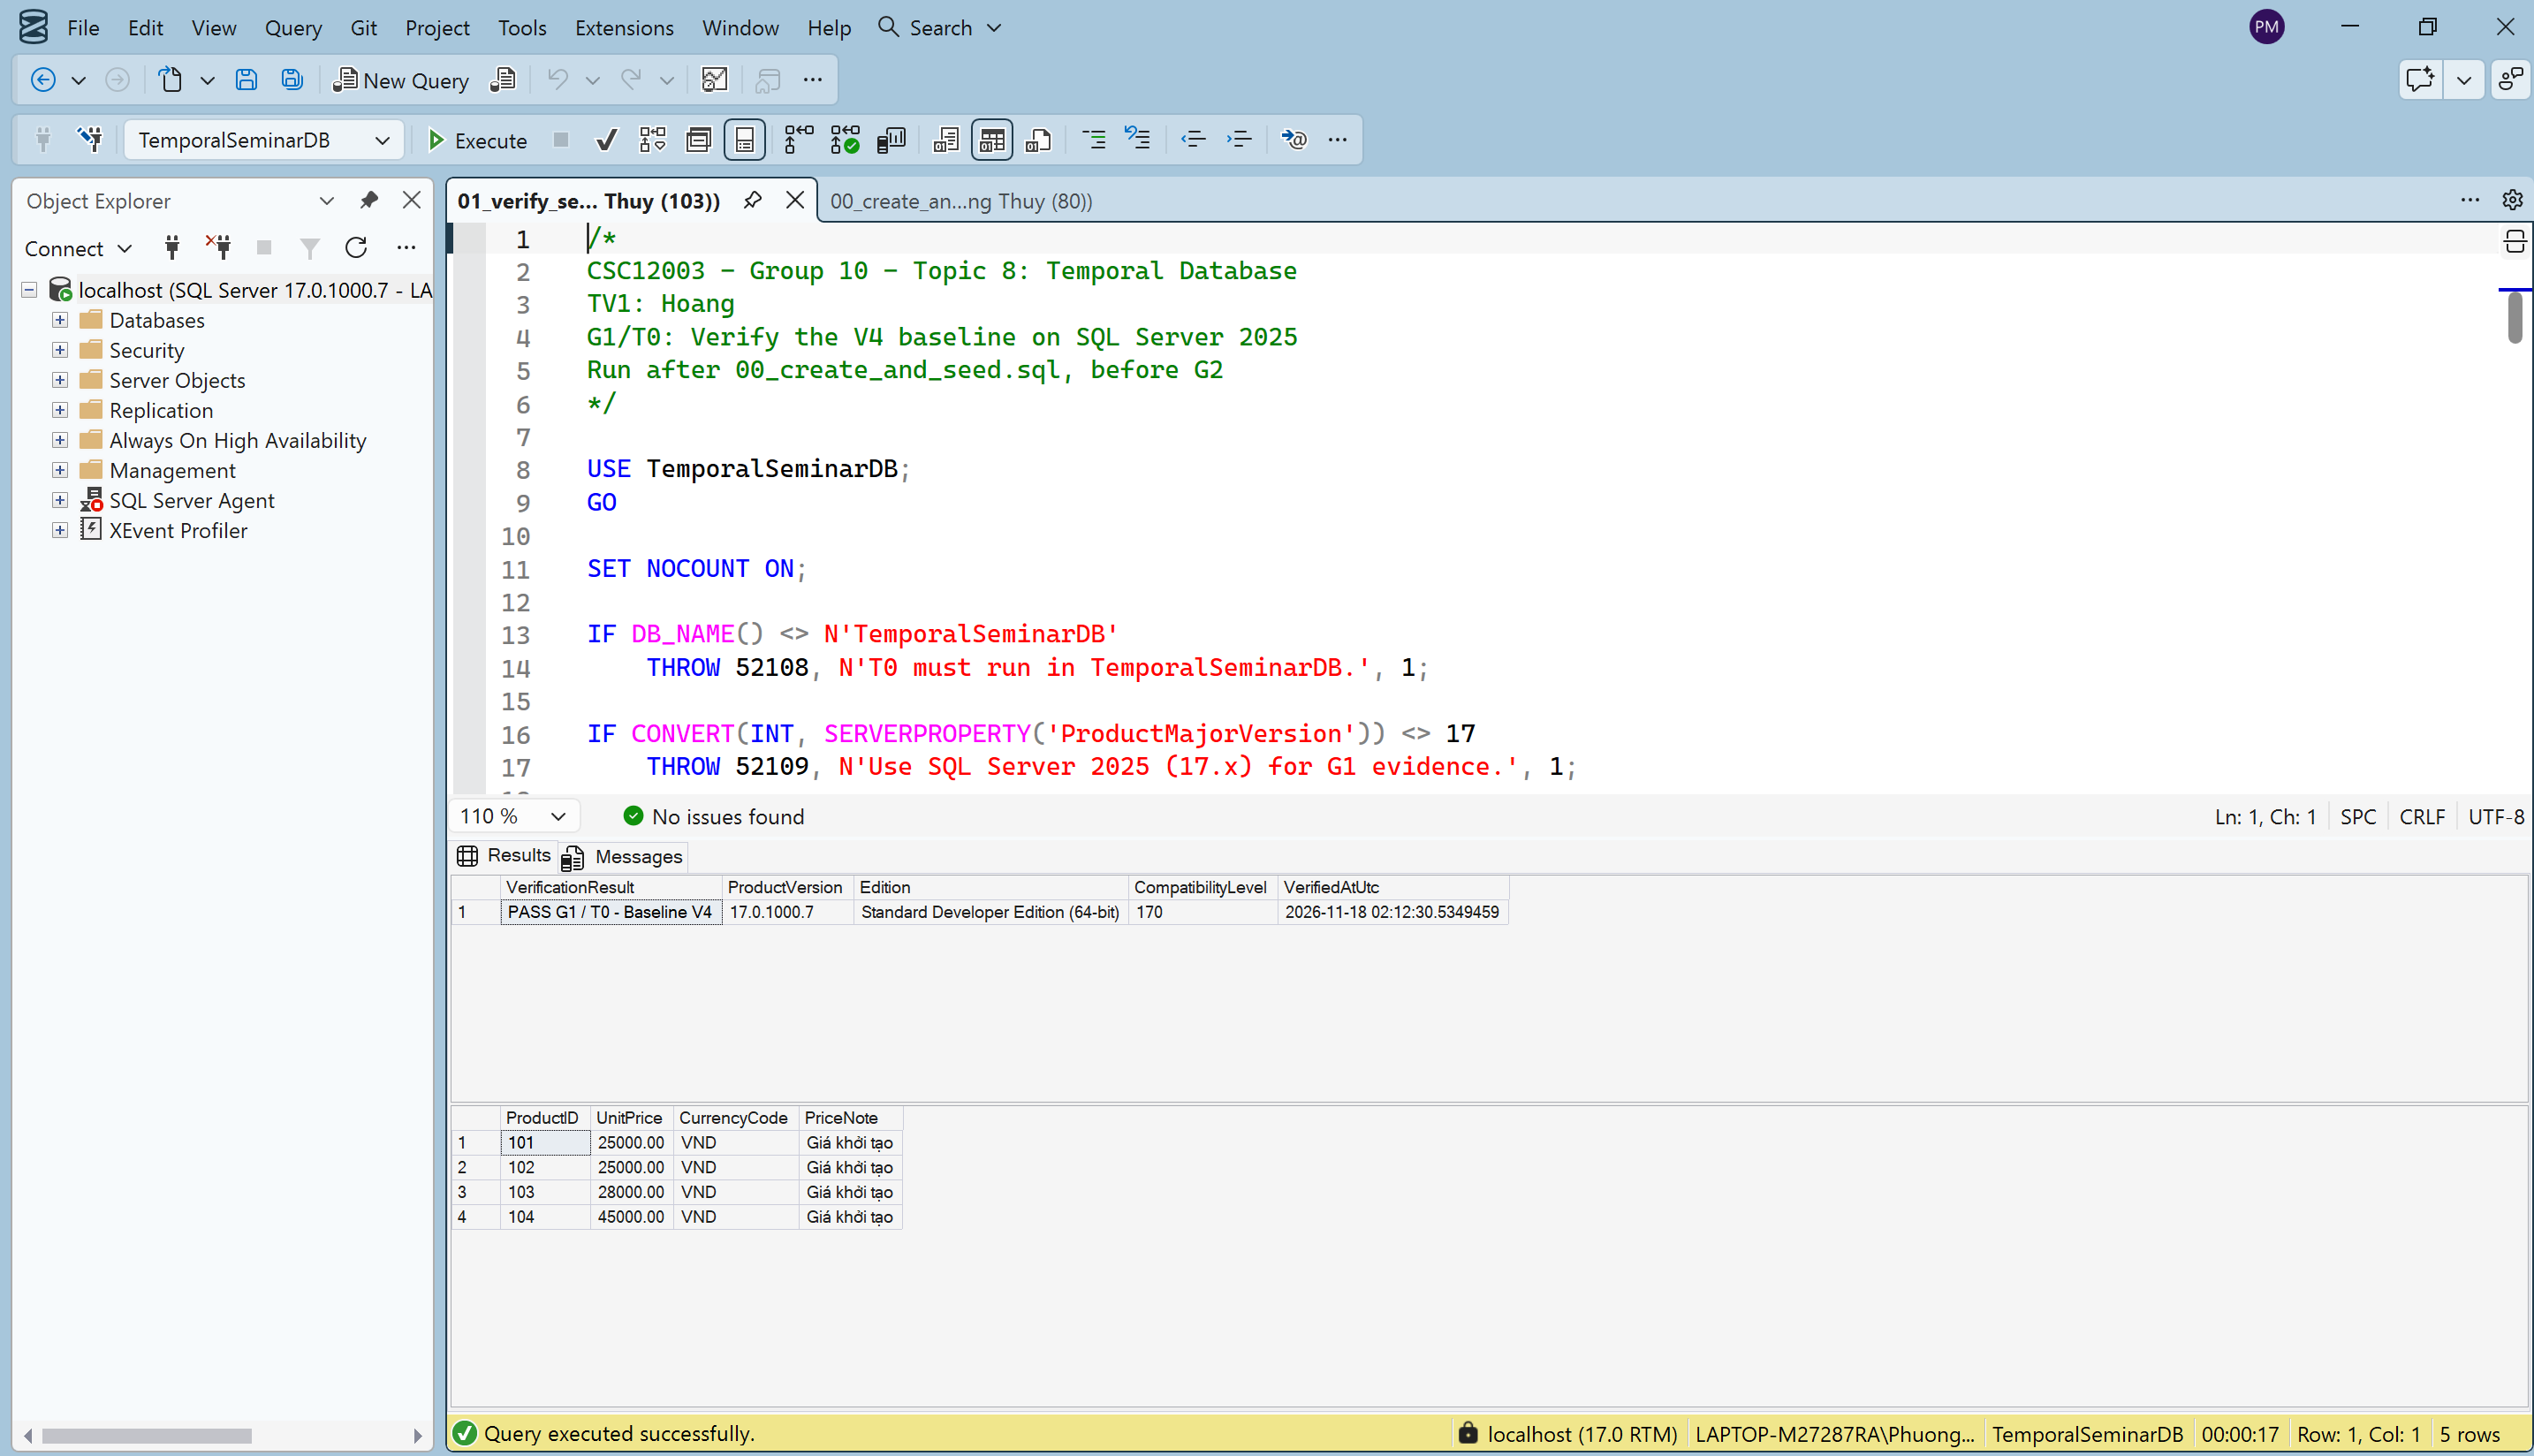 File Edit View Query Git Project Tools Extensions Window Help Search
PM
New Query
TemporalSeminarDB Execute
Object Explorer
Connect
localhost (SQL Server 17.0.1000.7 - LA
Databases
Security
Server Objects
Replication
Always On High Availability
Management
SQL Server Agent
XEvent Profiler
01_verify_se... Thuy (103)) 00_create_an...ng Thuy (80))
1 /*
2 CSC12003 - Group 10 - Topic 8: Temporal Database
3 TV1: Hoang
4 G1/T0: Verify the V4 baseline on SQL Server 2025
5 Run after 00_create_and_seed.sql, before G2
6 */
7
8 USE TemporalSeminarDB;
9 GO
10
11 SET NOCOUNT ON;
12
13 IF DB_NAME() <> N'TemporalSeminarDB'
14 THROW 52108, N'T0 must run in TemporalSeminarDB.', 1;
15
16 IF CONVERT(INT, SERVERPROPERTY('ProductMajorVersion')) <> 17
17 THROW 52109, N'Use SQL Server 2025 (17.x) for G1 evidence.', 1;
110 % No issues found Ln: 1, Ch: 1 SPC CRLF UTF-8
Results Messages
VerificationResult ProductVersion Edition CompatibilityLevel VerifiedAtUtc
1 PASS G1 / T0 - Baseline V4 17.0.1000.7 Standard Developer Edition (64-bit) 170 2026-11-18 02:12:30.5349459
ProductID UnitPrice CurrencyCode PriceNote
1 101 25000.00 VND Giá khởi tạo
2 102 25000.00 VND Giá khởi tạo
3 103 28000.00 VND Giá khởi tạo
4 104 45000.00 VND Giá khởi tạo
Query executed successfully. localhost (17.0 RTM) LAPTOP-M27287RA\Phuong... TemporalSeminarDB 00:00:17 Row: 1, Col: 1 5 rows